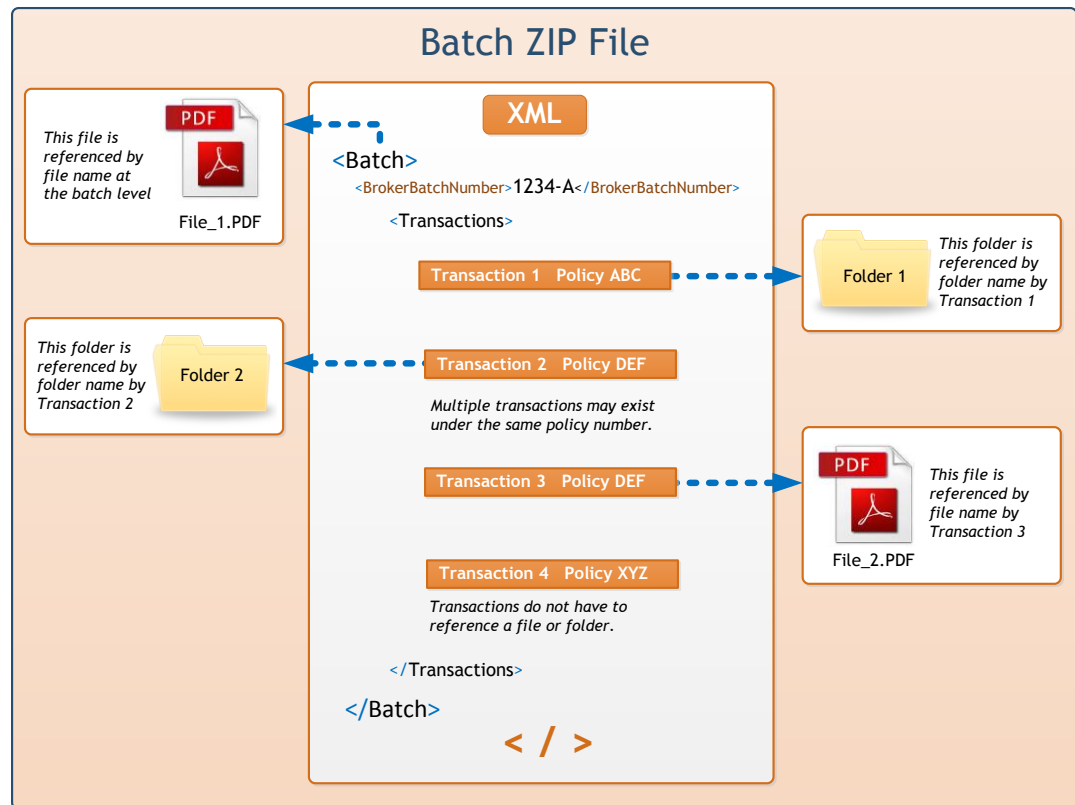 Batch ZIP File
PDF
This file is
referenced by
file name at
the batch level
File_1.PDF
XML
<Batch>
<BrokerBatchNumber>1234-A</BrokerBatchNumber>
<Transactions>
Transaction 1 Policy ABC
Folder 1
This folder is
referenced by
folder name by
Transaction 1
This folder is
referenced by
folder name by
Transaction 2
Folder 2
Transaction 2 Policy DEF
Multiple transactions may exist
under the same policy number.
Transaction 3 Policy DEF
PDF
File_2.PDF
This file is
referenced by
file name by
Transaction 3
Transaction 4 Policy XYZ
Transactions do not have to
reference a file or folder.
</Transactions>
</Batch>
< / >